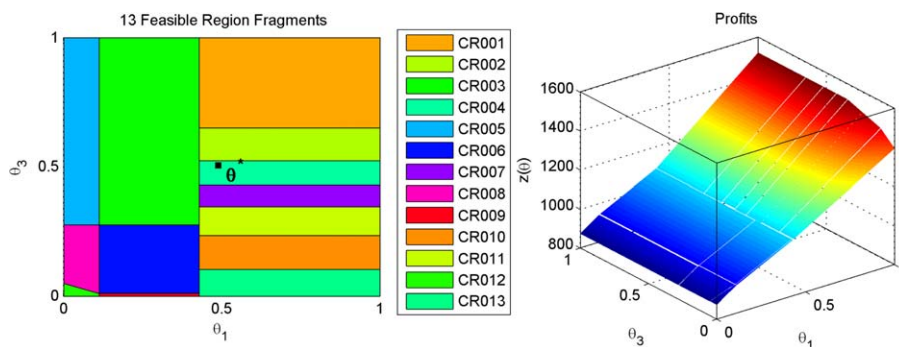 13 Feasible Region Fragments
1
0.5
0
θ3
0
0.5
1
θ1
θ*
CR001
CR002
CR003
CR004
CR005
CR006
CR007
CR008
CR009
CR010
CR011
CR012
CR013
Profits
1600
1400
1200
1000
800
z(θ)
1
0.5
0
θ3
0
0.5
1
θ1